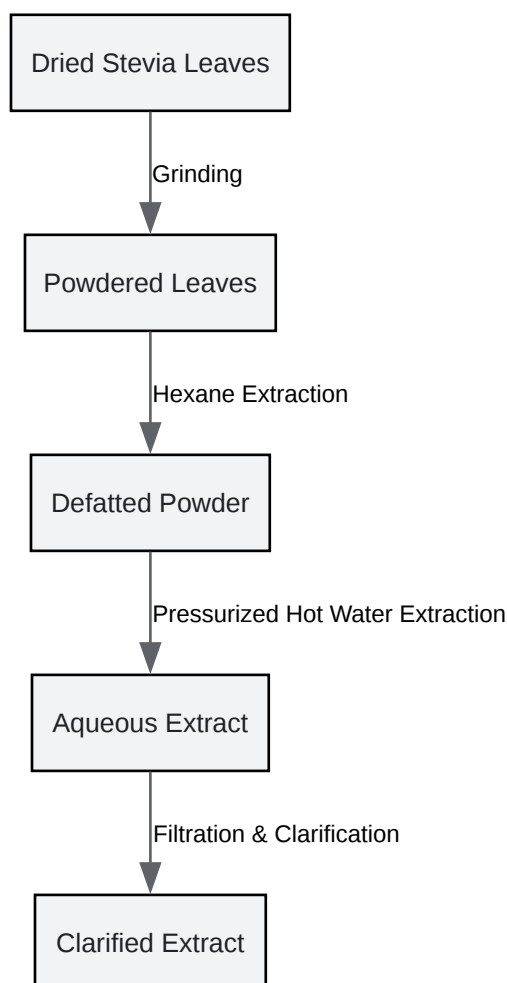 Dried Stevia Leaves
Grinding
Powdered Leaves
Hexane Extraction
Defatted Powder
Pressurized Hot Water Extraction
Aqueous Extract
Filtration & Clarification
Clarified Extract